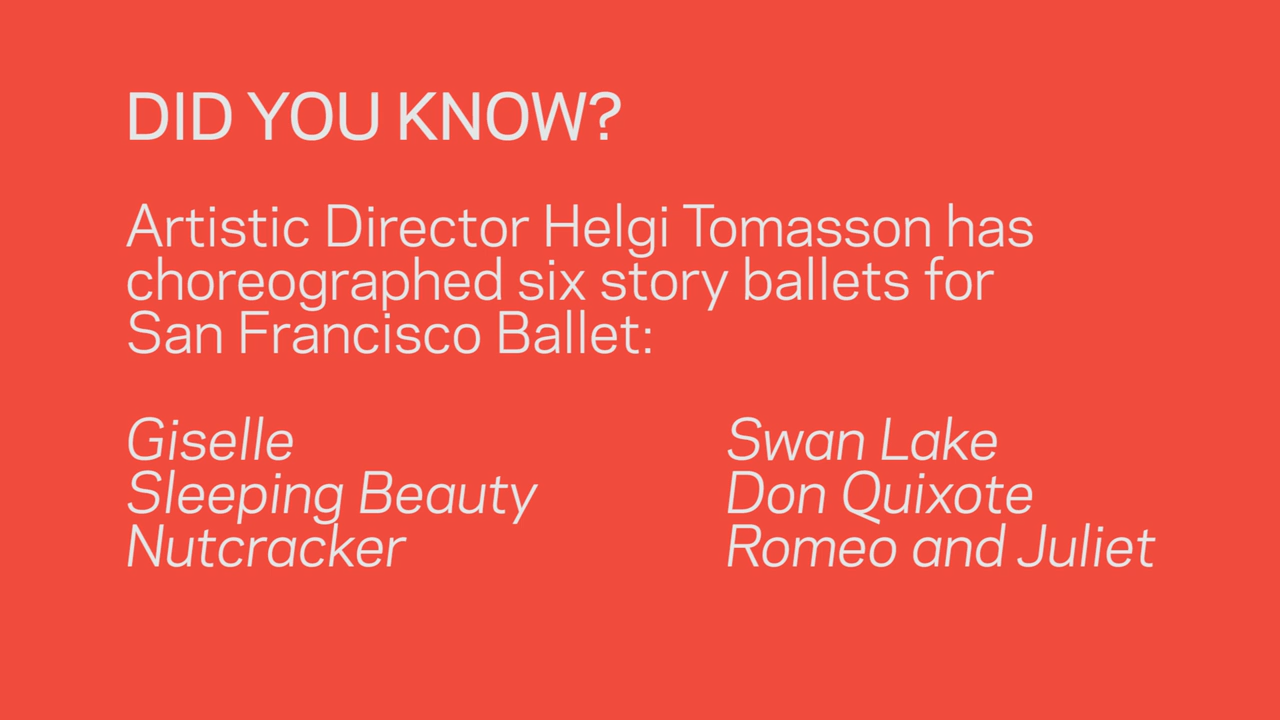 DID YOU KNOW?
Artistic Director Helgi Tomasson has
choreographed six story ballets for
San Francisco Ballet:
Giselle
Sleeping Beauty
Nutcracker
Swan Lake
Don Quixote
Romeo and Juliet